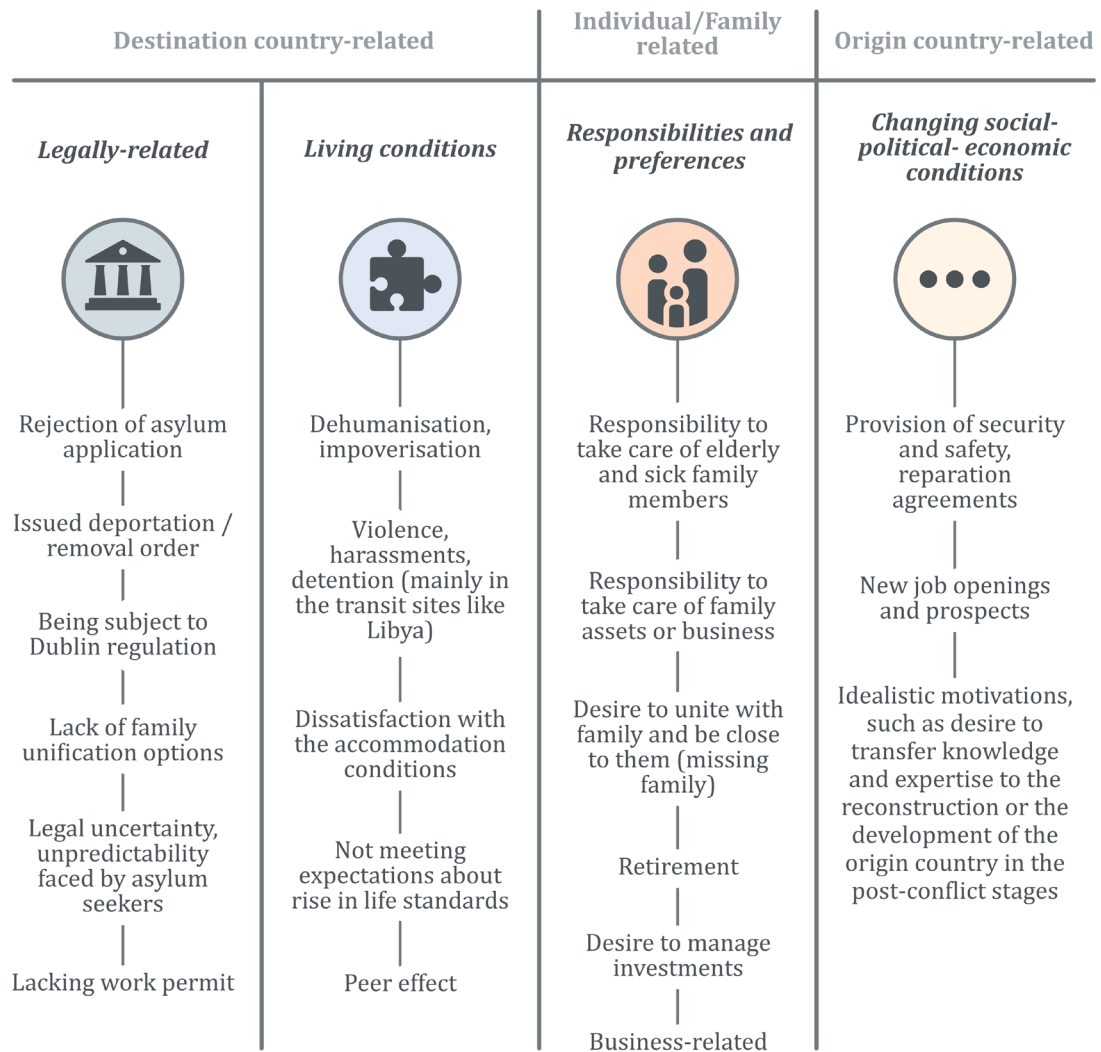 Destination country-related
Individual/Family
related
Origin country-related
Legally-related
Rejection of asylum
application
Issued deportation /
removal order
Being subject to
Dublin regulation
Lack of family
unification options
Legal uncertainty,
unpredictability
faced by asylum
seekers
Lacking work permit
Living conditions
Dehumanisation,
impoverisation
Violence,
harassments,
detention (mainly in
the transit sites like
Libya)
Dissatisfaction with
the accommodation
conditions
Not meeting
expectations about
rise in life standards
Peer effect
Responsibilities and
preferences
Responsibility to
take care of elderly
and sick family
members
Responsibility to
take care of family
assets or business
Desire to unite with
family and be close
to them (missing
family)
Retirement
Desire to manage
investments
Business-related
Changing social-
political- economic
conditions
Provision of security
and safety,
reparation
agreements
New job openings
and prospects
Idealistic motivations,
such as desire to
transfer knowledge
and expertise to the
reconstruction or the
development of the
origin country in the
post-conflict stages